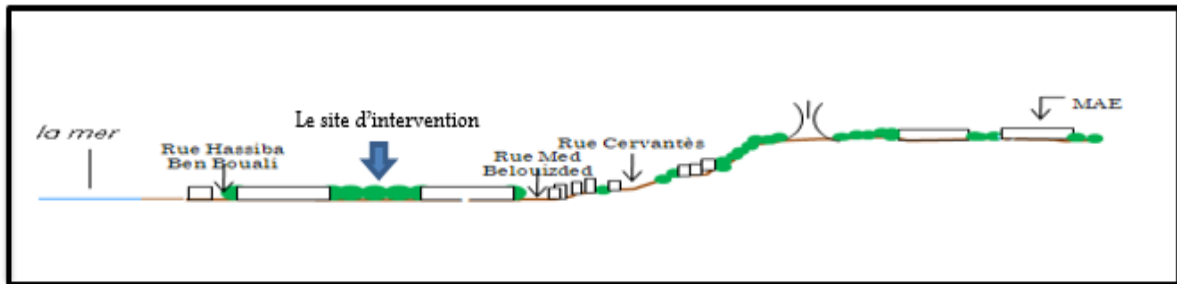 la mer
Rue Hassiba
Ben Bouali
Le site d'intervention
Rue Med
Belouizded
Rue Cervantès
MAE